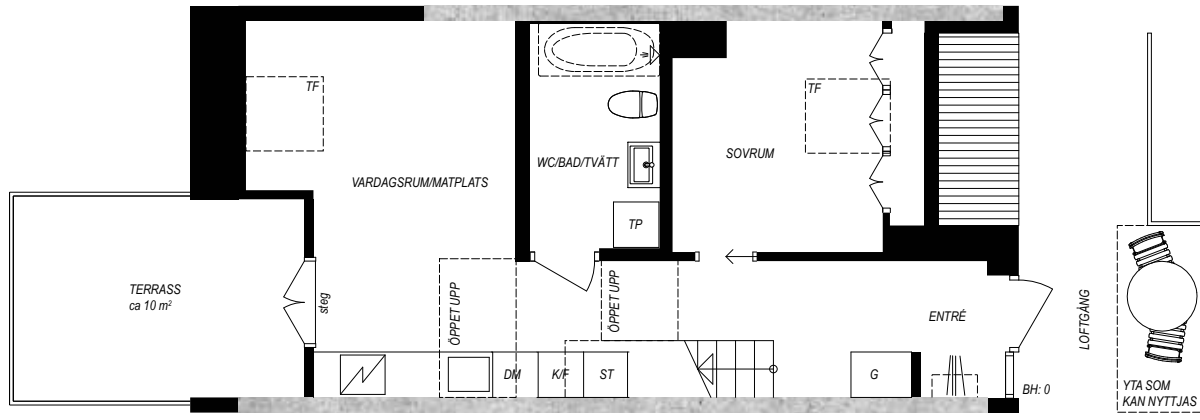 TF
VARDAGSRUM/MATPLATS
WC/BAD/TVÄTT
TP
SOVRUM
TF
TERRASS
ca 10 m²
steg
ÖPPET UPP
ÖPPET UPP
DM
K/F
ST
G
ENTRÉ
BH: 0
LOFTGÅNG
YTA SOM
KAN NYTTJAS